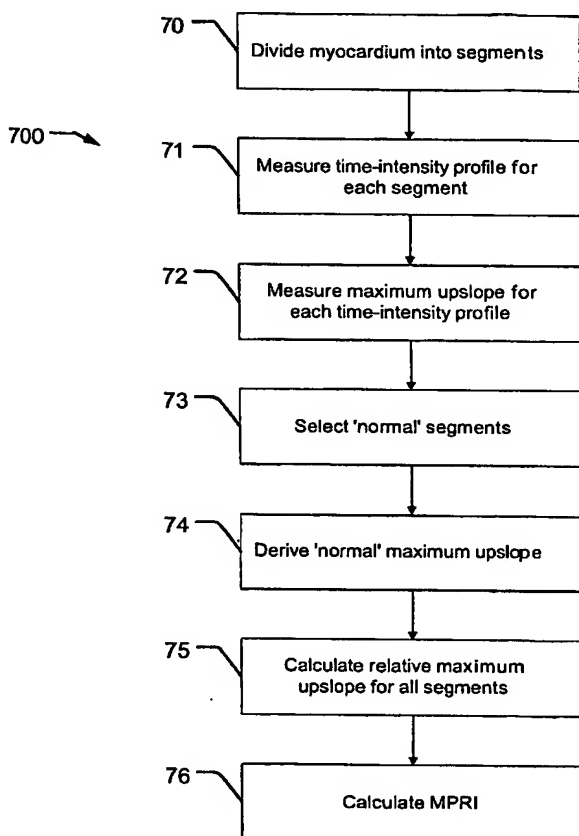 70
Divide myocardium into segments
700
71
Measure time-intensity profile for
each segment
72
Measure maximum upslope for
each time-intensity profile
73
Select 'normal' segments
74
Derive 'normal' maximum upslope
75
Calculate relative maximum
upslope for all segments
76
Calculate MPRI